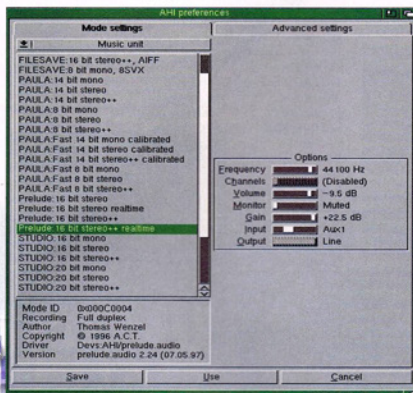 AHI preferences
Mode settings
Advanced settings
Music unit
FILESAVE:16 bit stereo++, AIFF
FILESAVE:8 bit mono, 8SVX
PAULA:14 bit mono
PAULA:14 bit stereo
PAULA:14 bit stereo++
PAULA:8 bit mono
PAULA:8 bit stereo
PAULA:8 bit stereo++
PAULA:Fast 14 bit mono calibrated
PAULA:Fast 14 bit stereo calibrated
PAULA:Fast 14 bit stereo++ calibrated
PAULA:Fast 8 bit mono
PAULA:Fast 8 bit stereo
PAULA:Fast 8 bit stereo++
Prelude:16 bit stereo
Prelude:16 bit stereo realtime
Prelude:16 bit stereo++
Prelude:16 bit stereo++ realtime
STUDIO:16 bit mono
STUDIO:16 bit stereo
STUDIO:16 bit stereo++
STUDIO:20 bit mono
STUDIO:20 bit stereo
STUDIO:20 bit stereo++
Mode ID 0x000C0004
Recording Full duplex
Author Thomas Wenzel
Copyright © 1996 A.C.T.
Driver Devs:AHI/prelude.audio
Version prelude.audio 2.24 (07.05.97)
Options
Frequency 44100 Hz
Channels (Disabled)
Volume -9.5 dB
Monitor Muted
Gain +22.5 dB
Input Aux1
Output Line
Save
Use
Cancel